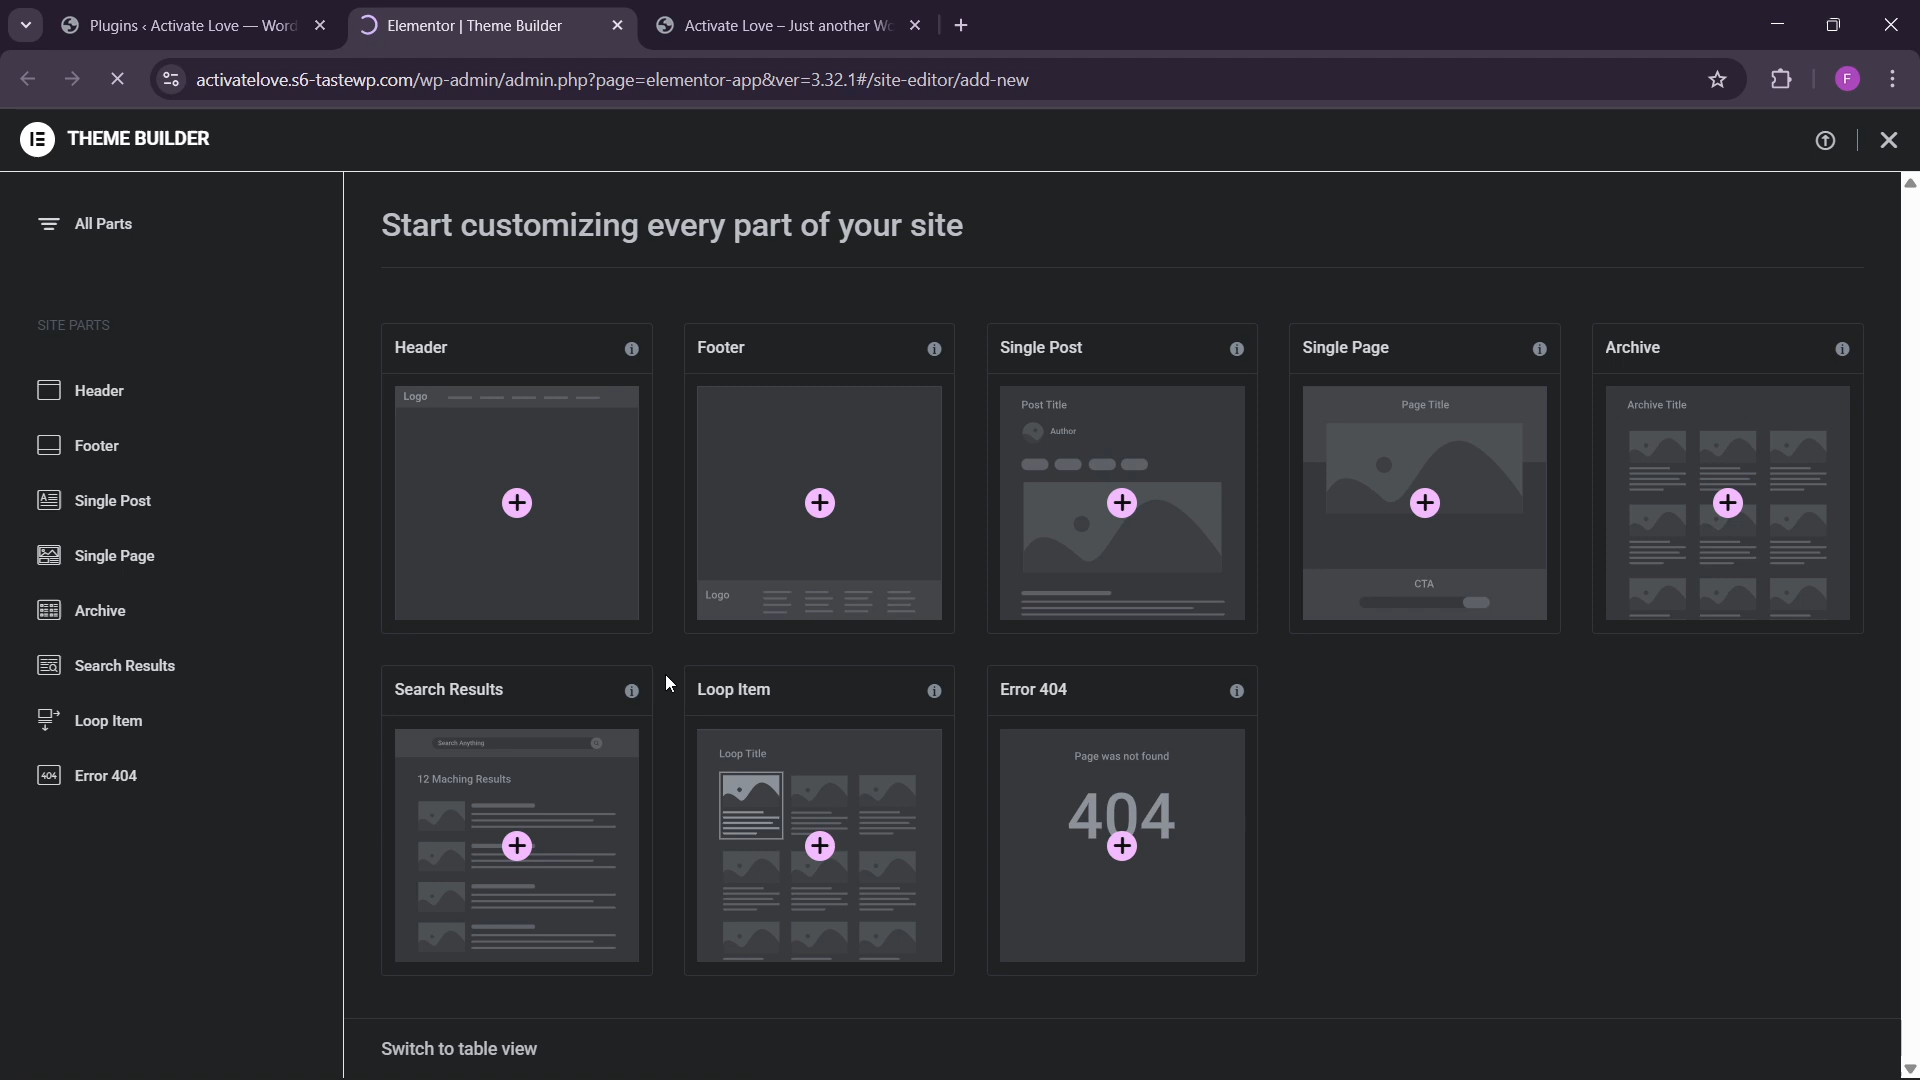 Plugins ‹ Activate Love — Word
Elementor | Theme Builder
Activate Love – Just another Wo
activatelove.s6-tastewp.com/wp-admin/admin.php?page=elementor-app&ver=3.32.1#/site-editor/add-new
F
THEME BUILDER
All Parts
SITE PARTS
Header
Footer
Single Post
Single Page
Archive
Search Results
Loop Item
404 Error 404
Start customizing every part of your site
Header
Logo
Footer
Logo
Single Post
Post Title
Author
Single Page
Page Title
CTA
Archive
Archive Title
Search Results
Search Anything
12 Maching Results
Loop Item
Loop Title
Error 404
Page was not found
404
Switch to table view